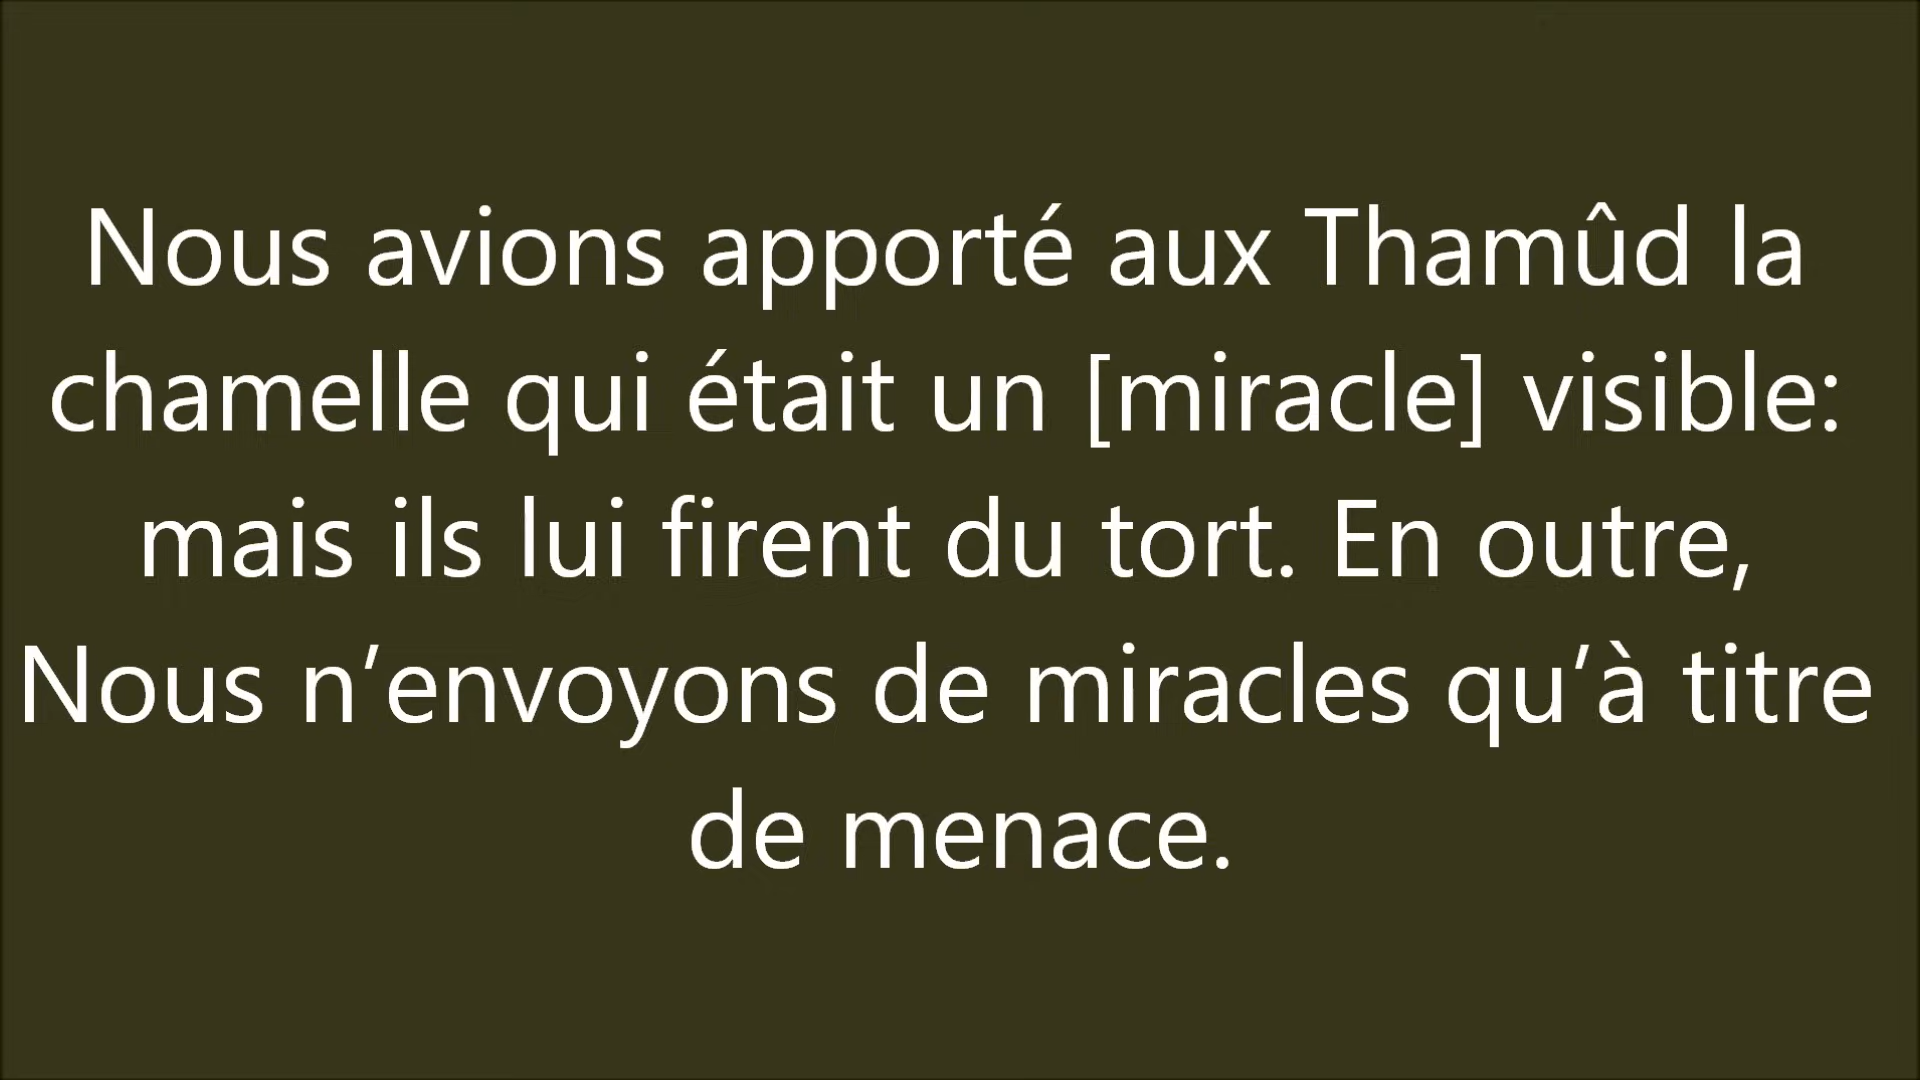 Nous avions apporté aux Thamûd la
chamelle qui était un [miracle] visible:
mais ils lui firent du tort. En outre,
Nous n’envoyons de miracles qu’à titre
de menace.